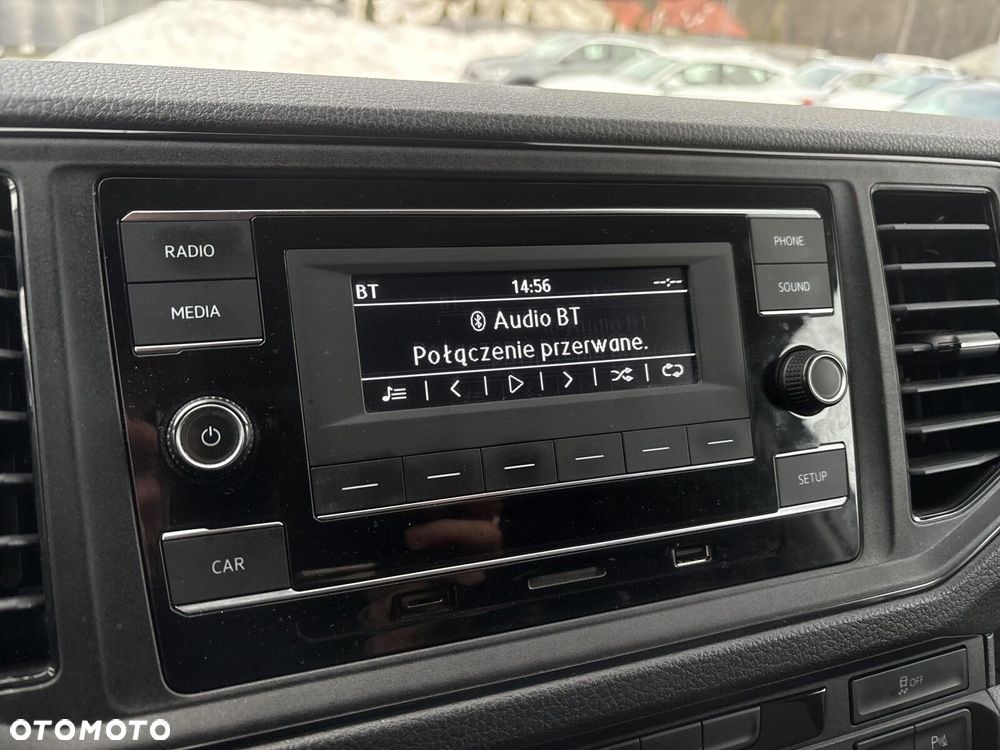 RADIO
MEDIA
PHONE
SOUND
BT 14:56
Audio BT
Połączenie przerwane.
SETUP
CAR
OFF
P
OTOMOTO